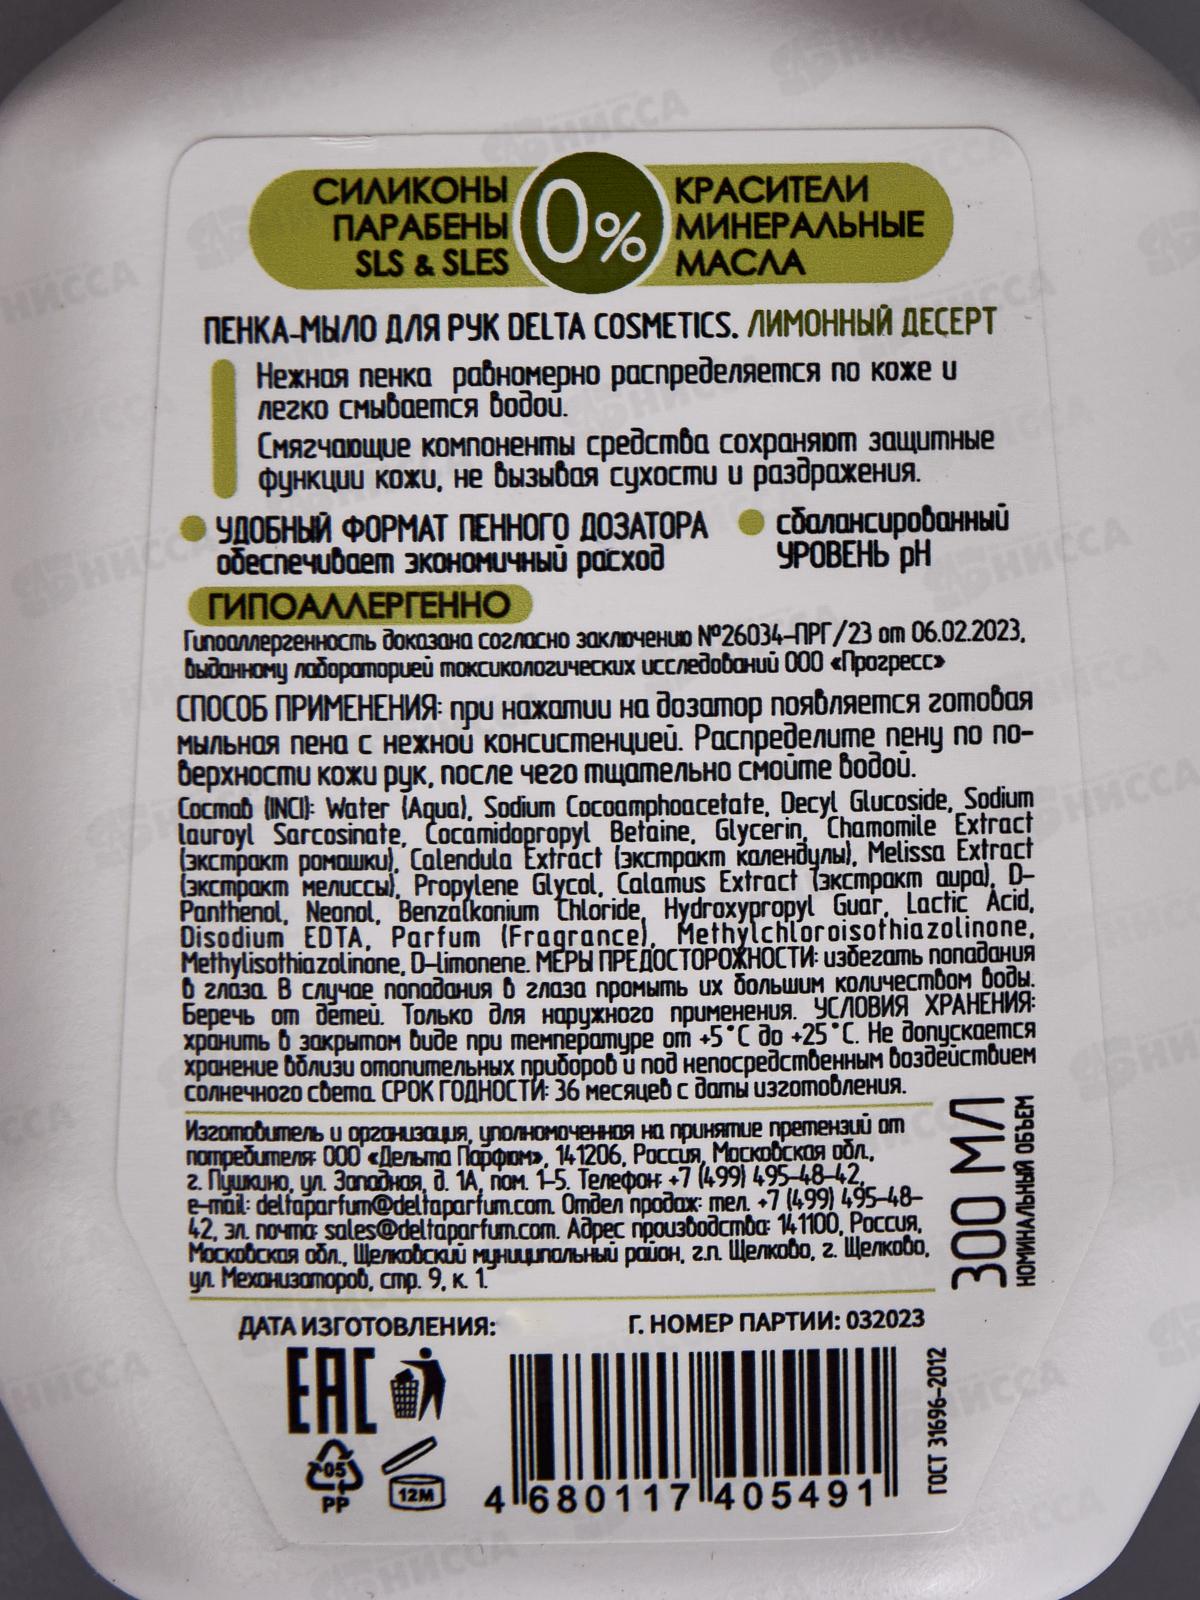 СИЛИКОНЫ
ПАРАБЕНЫ
SLS & SLES
0%
КРАСИТЕЛИ
МИНЕРАЛЬНЫЕ
МАСЛА
ПЕНКА-МЫЛО ДЛЯ РУК DELTA COSMETICS. ЛИМОННЫЙ ДЕСЕРТ
Нежная пенка равномерно распределяется по коже и
легко смывается водой.
Смягчающие компоненты средства сохраняют защитные
функции кожи, не вызывая сухости и раздражения.
УДОБНЫЙ ФОРМАТ ПЕННОГО ДОЗАТОРА
обеспечивает экономичный расход
сбалансированный
УРОВЕНЬ pH
ГИПОАЛЛЕРГЕННО
Гипоаллергенность доказана согласно заключению №26034-ПРГ/23 от 06.02.2023,
выданному лабораторией токсикологических исследований ООО «Прогресс»
СПОСОБ ПРИМЕНЕНИЯ: при нажатии на дозатор появляется готовая
мыльная пена с нежной консистенцией. Распределите пену по по-
верхности кожи рук, после чего тщательно смойте водой.
Состав (INCI): Water (Aqua), Sodium Cocoamphoacetate, Decyl Glucoside, Sodium
lauroyl Sarcosinate, Cocamidopropyl Betaine, Glycerin, Chamomile Extract
(экстракт ромашки), Calendula Extract (экстракт календулы), Melissa Extract
(экстракт мелиссы), Propylene Glycol, Calamus Extract (экстракт аира), D-
Panthenol, Neonol, Benzalkonium Chloride, Hydroxypropyl Guar, Lactic Acid,
Disodium EDTA, Parfum (Fragrance), Methylchloroisothiazolinone,
Methylisothiazolinone, D-limonene. МЕРЫ ПРЕДОСТОРОЖНОСТИ: избегать попадания
в глаза. В случае попадания в глаза промыть их большим количеством воды.
Беречь от детей. Только для наружного применения. УСЛОВИЯ ХРАНЕНИЯ:
хранить в закрытом виде при температуре от +5°C до +25°C. Не допускается
хранение вблизи отопительных приборов и под непосредственным воздействием
солнечного света. СРОК ГОДНОСТИ: 36 месяцев с даты изготовления.
Изготовитель и организация, уполномоченная на принятие претензий от
потребителя: ООО «Дельта Парфюм», 141206, Россия, Московская обл.,
г. Пушкино, ул. Западная, д. 1А, пом. 1-5. Телефон: +7 (499) 495-48-42,
e-mail: deltaparfum@deltaparfum.com. Отдел продаж: тел. +7 (499) 495-48-
42, эл. почта: sales@deltaparfum.com. Адрес производства: 141100, Россия,
Московская обл., Щелковский муниципальный район, г.п. Щелково, г. Щелково,
ул. Механизаторов, стр. 9, к. 1.
300 МЛ
НОМИНАЛЬНЫЙ ОБЪЕМ
ДАТА ИЗГОТОВЛЕНИЯ: Г. НОМЕР ПАРТИИ: 032023
EAC
05
PP
12M
4 680117 405491
ГОСТ 31696-2012
НИССА